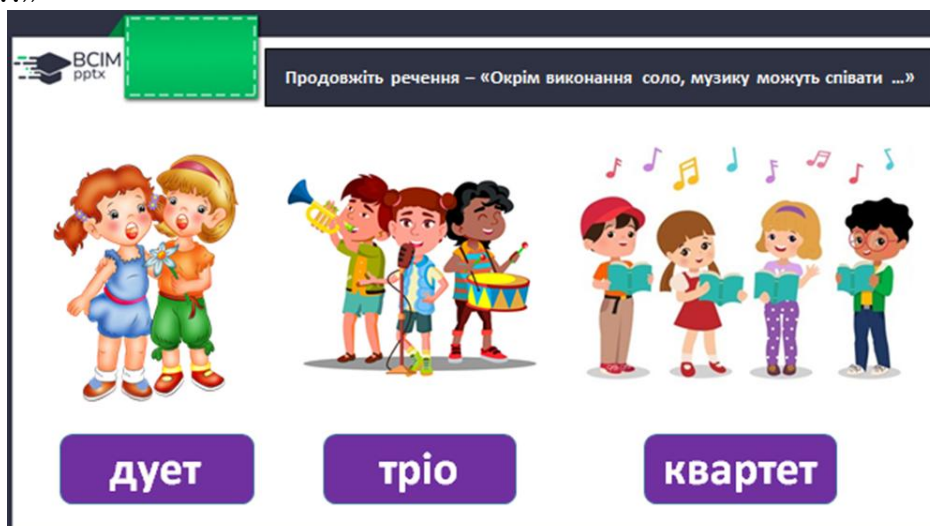 ВСІМ
pptx
Продовжіть речення – «Окрім виконання соло, музику можуть співати ...»
дует
тріо
квартет